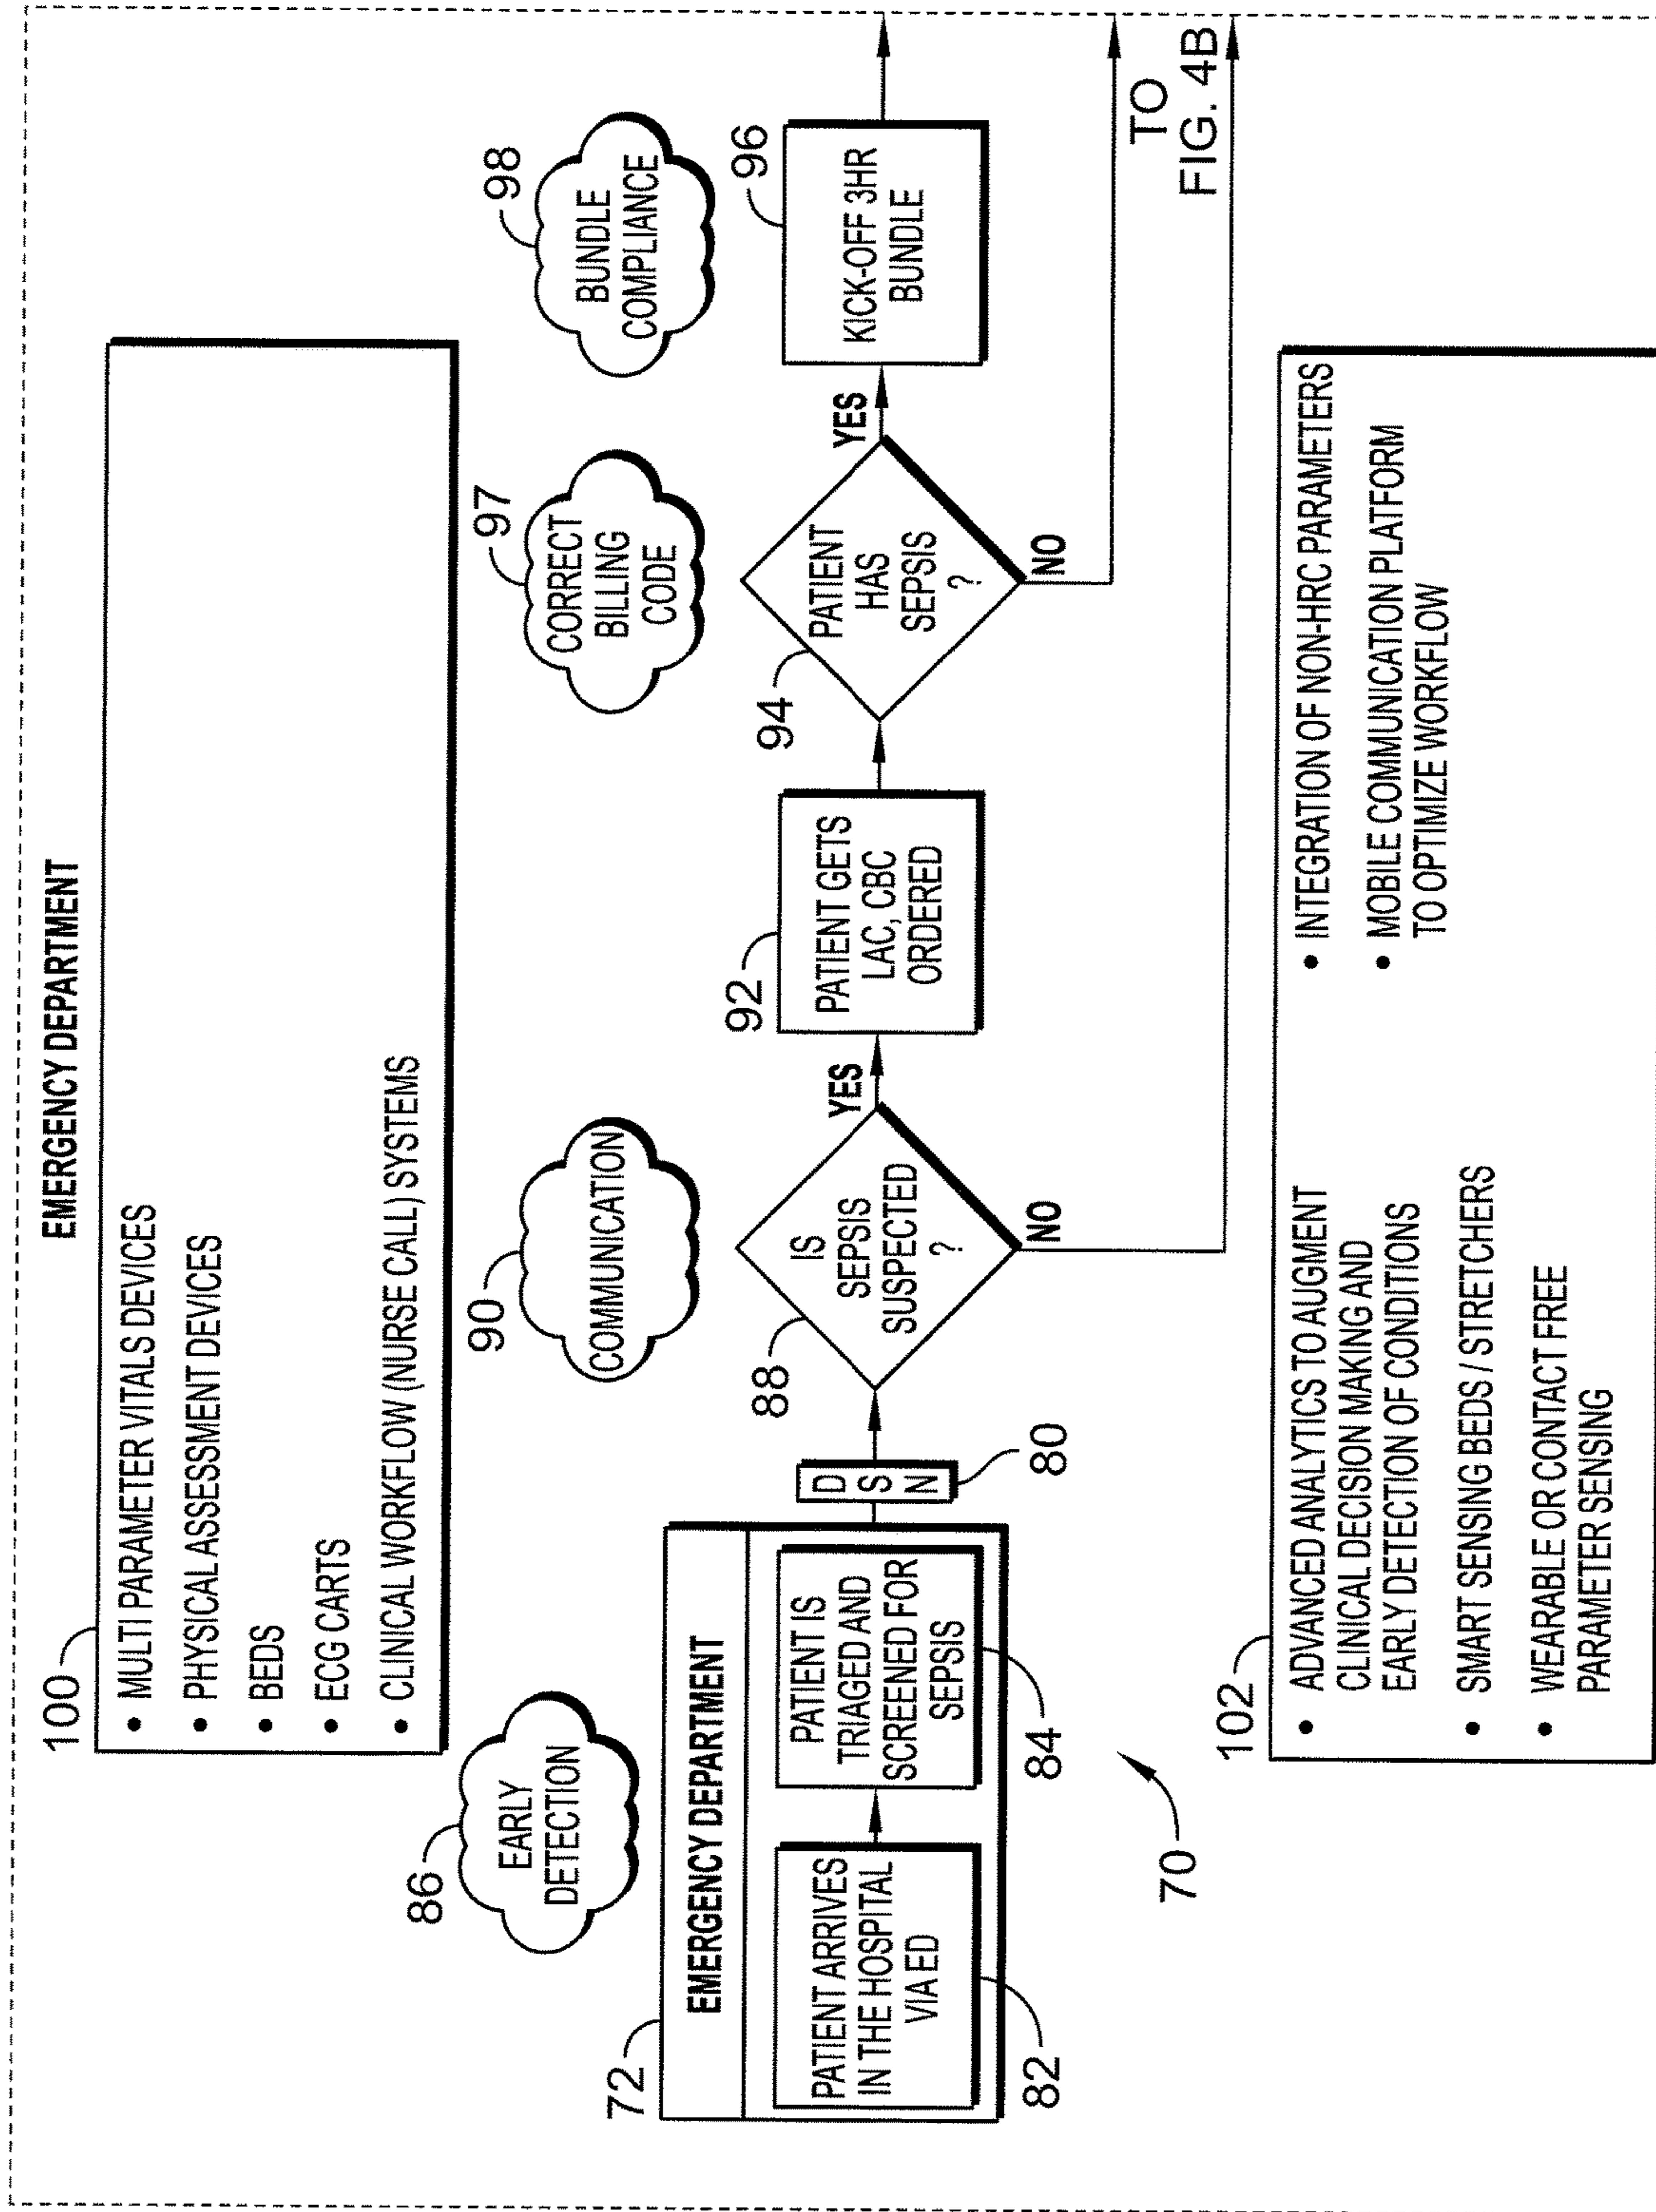 EMERGENCY DEPARTMENT
100
• MULTI PARAMETER VITALS DEVICES
• PHYSICAL ASSESSMENT DEVICES
• BEDS
• ECG CARTS
• CLINICAL WORKFLOW (NURSE CALL) SYSTEMS
86
EARLY
DETECTION
90
COMMUNICATION
97
CORRECT
BILLING
CODE
98
BUNDLE
COMPLIANCE
72
EMERGENCY DEPARTMENT
PATIENT ARRIVES
IN THE HOSPITAL
VIA ED
82
PATIENT IS
TRIAGED AND
SCREENED FOR
SEPSIS
84
D
S
N
80
88
IS
SEPSIS
SUSPECTED
?
YES
NO
92
PATIENT GETS
LAC, CBC
ORDERED
94
PATIENT
HAS
SEPSIS
?
YES
NO
96
KICK-OFF 3HR
BUNDLE
TO
FIG. 4B
70
102
• ADVANCED ANALYTICS TO AUGMENT
CLINICAL DECISION MAKING AND
EARLY DETECTION OF CONDITIONS
• SMART SENSING BEDS / STRETCHERS
• WEARABLE OR CONTACT FREE
PARAMETER SENSING
• INTEGRATION OF NON-HRC PARAMETERS
• MOBILE COMMUNICATION PLATFORM
TO OPTIMIZE WORKFLOW